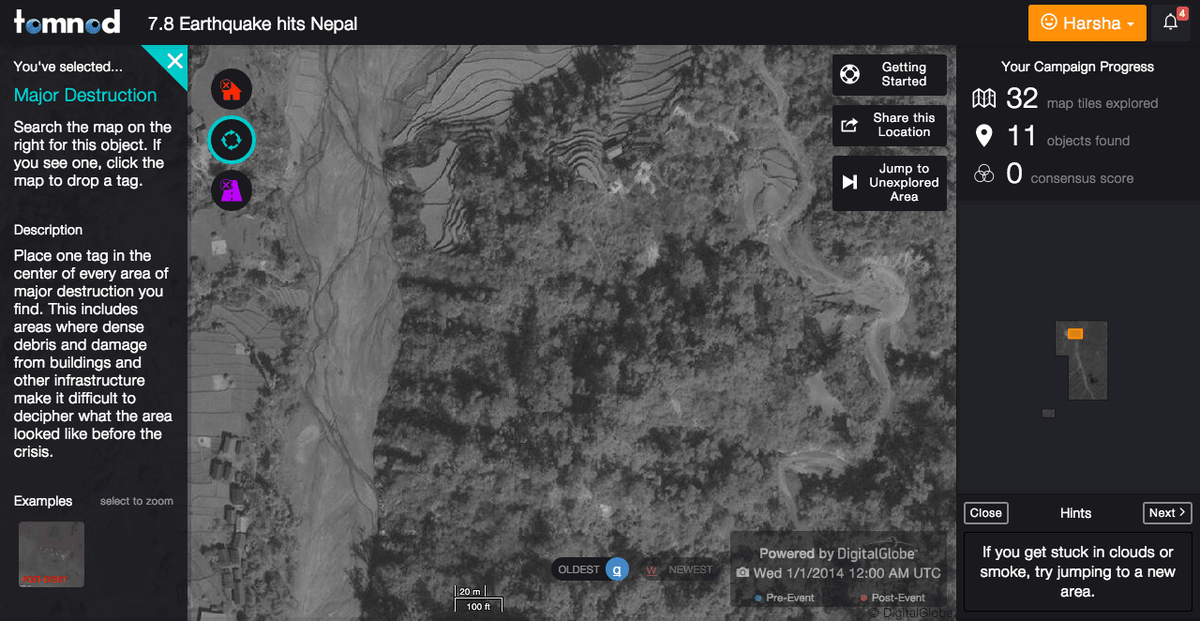 tomnod
7.8 Earthquake hits Nepal
Harsha
4
You've selected...
Major Destruction
Search the map on the
right for this object. If
you see one, click the
map to drop a tag.
Description
Place one tag in the
center of every area of
major destruction you
find. This includes
areas where dense
debris and damage
from buildings and
other infrastructure
make it difficult to
decipher what the area
looked like before the
crisis.
Examples
select to zoom
Getting
Started
Share this
Location
Jump to
Unexplored
Area
OLDEST
q
w
NEWEST
20 m
100 ft
Powered by DigitalGlobe
Wed 1/1/2014 12:00 AM UTC
Pre-Event
Post-Event
© DigitalGlobe
Your Campaign Progress
32 map tiles explored
11 objects found
0 consensus score
Close
Hints
Next >
If you get stuck in clouds or
smoke, try jumping to a new
area.